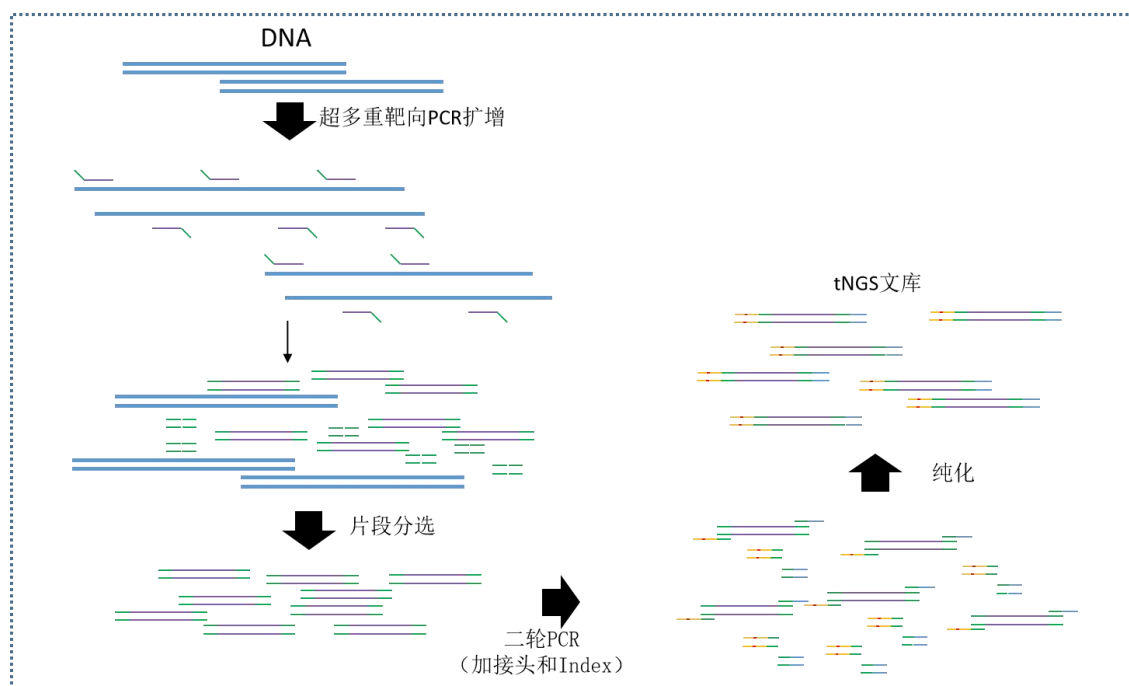 DNA
超多重靶向PCR扩增
片段分选
二轮PCR
（加接头和Index）
纯化
tNGS文库